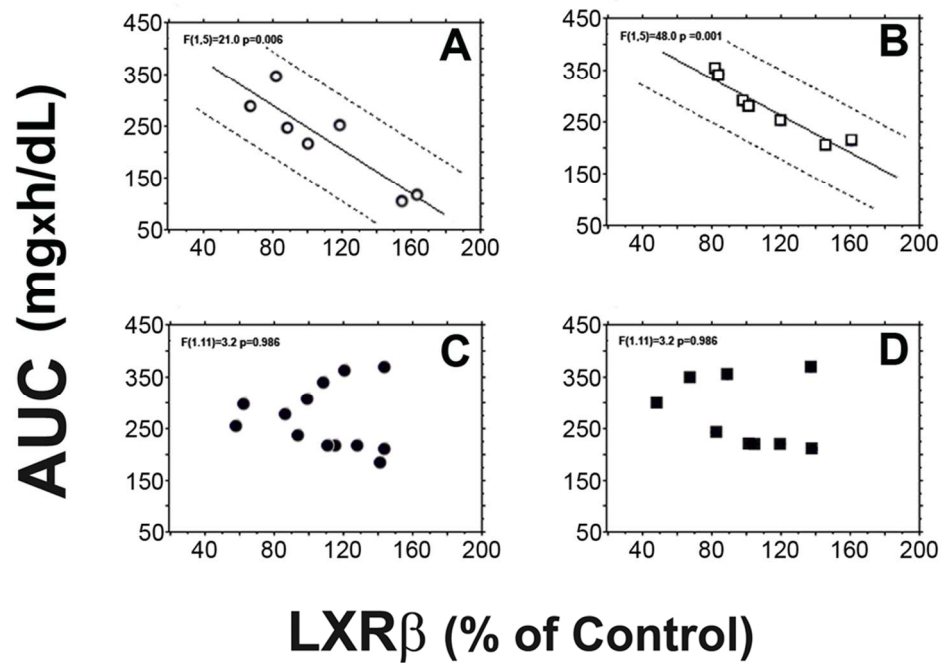 AUC (mgxh/dL)
A
F(1,5)=21.0 p=0.006
450
350
250
150
50
40 80 120 160 200
B
F(1,5)=48.0 p =0.001
450
350
250
150
50
40 80 120 160 200
C
F(1.11)=3.2 p=0.986
450
350
250
150
50
40 80 120 160 200
D
F(1.11)=3.2 p=0.986
450
350
250
150
50
40 80 120 160 200
LXRβ (% of Control)